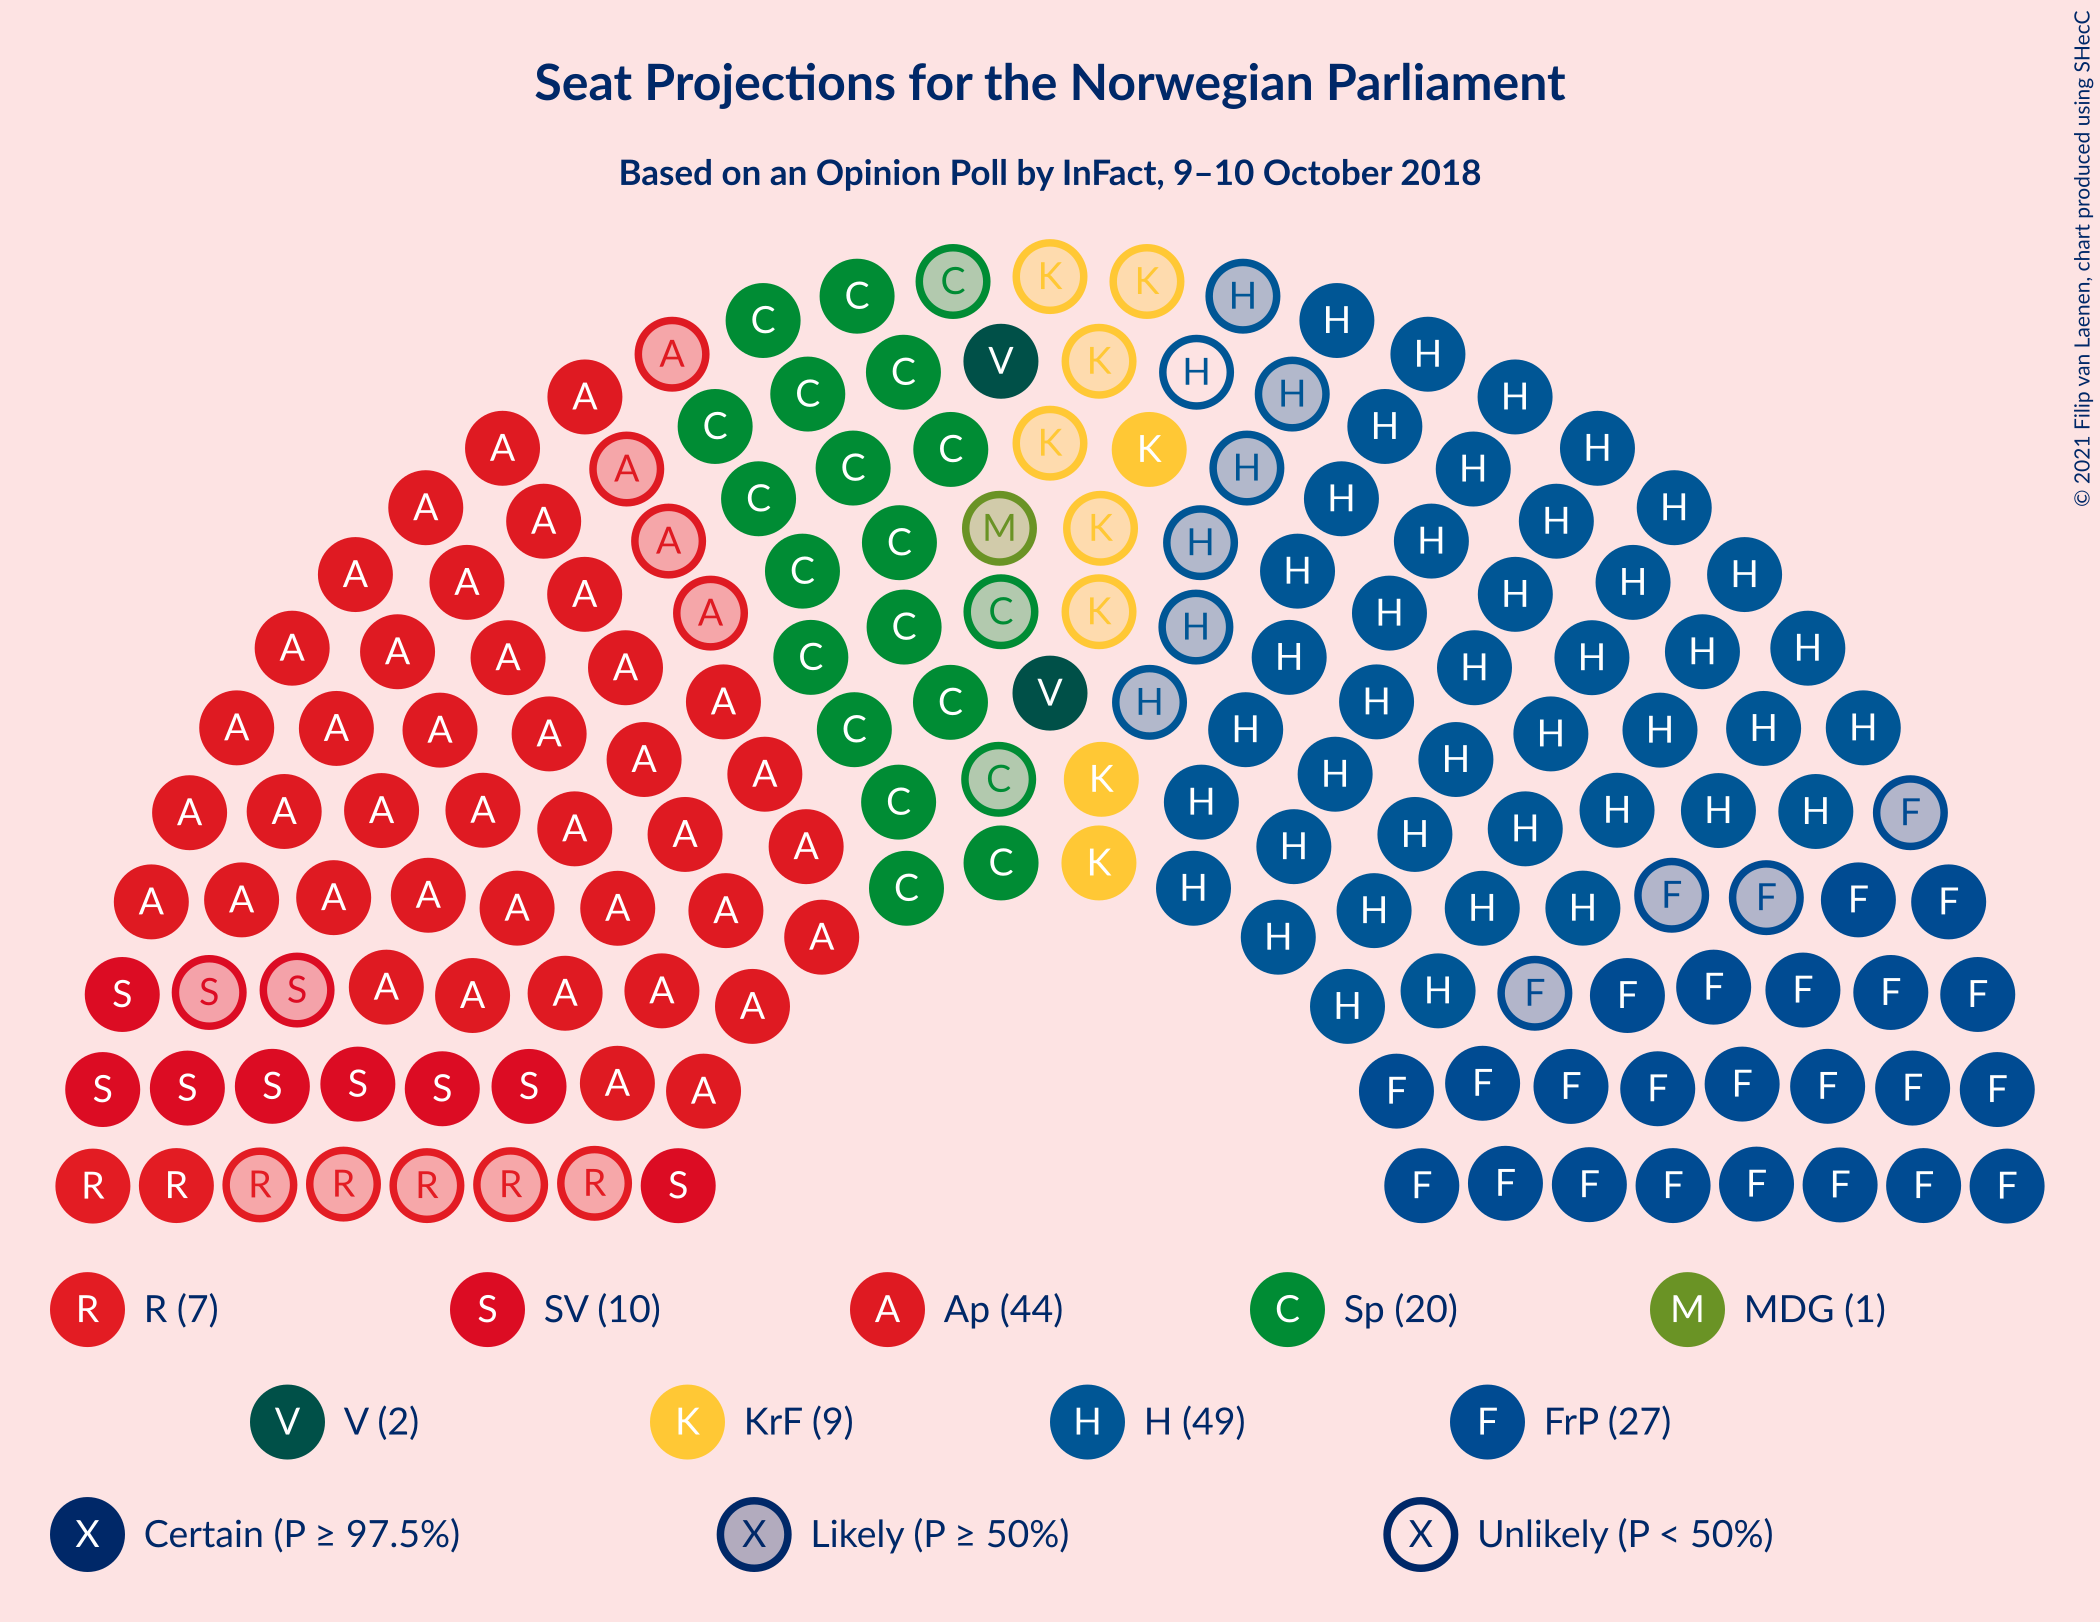 Seat Projections for the Norwegian Parliament
Based on an Opinion Poll by InFact, 9–10 October 2018
© 2021 Filip van Laenen, chart produced using SHecC
C K K
C H
C H
A H
V
A C K H H
C H
A C H H
A C K H
A C K H H
A C H H
A C M K H H
A A H H
A A C C H H H
A A A C K H H H
A A A C C H H H H
A A A A C V H H H H H
A A A A A C H H H H H
A A A A A C C K H H H H H F
A A A A A A C H H H H
A A A A A A A C C K H H H H F F F F
A A H H
S S S A A A A A H H F F F F F F
S S S S S S A A F F F F F F F F
R R R R R R R S F F F F F F F F
R R (7) S SV (10) A Ap (44) C Sp (20) M MDG (1)
V V (2) K KrF (9) H H (49) F FrP (27)
X Certain (P ≥ 97.5%) X Likely (P ≥ 50%) X Unlikely (P < 50%)